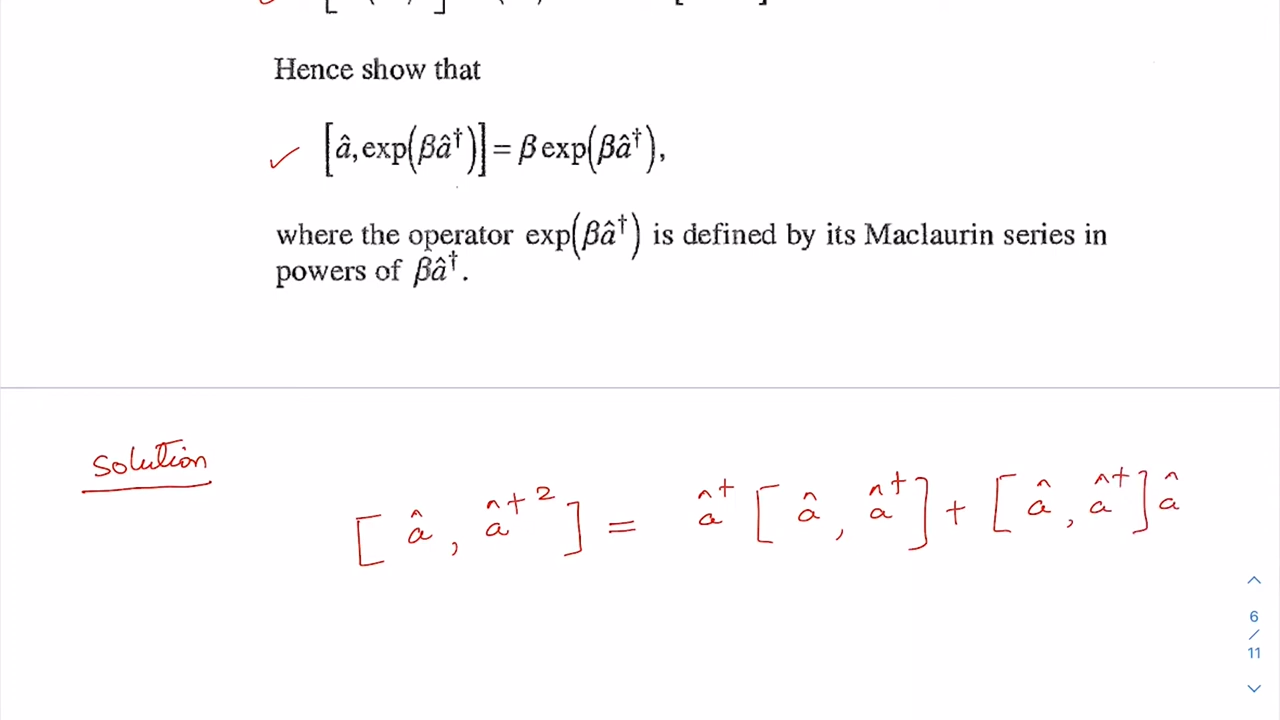 Hence show that
[â, exp(βâ†)] = β exp(βâ†),
where the operator exp(βâ†) is defined by its Maclaurin series in
powers of βâ†.
Solution
[â, â†²] = â†[â, â†] + [â, â†]â
6
/
11